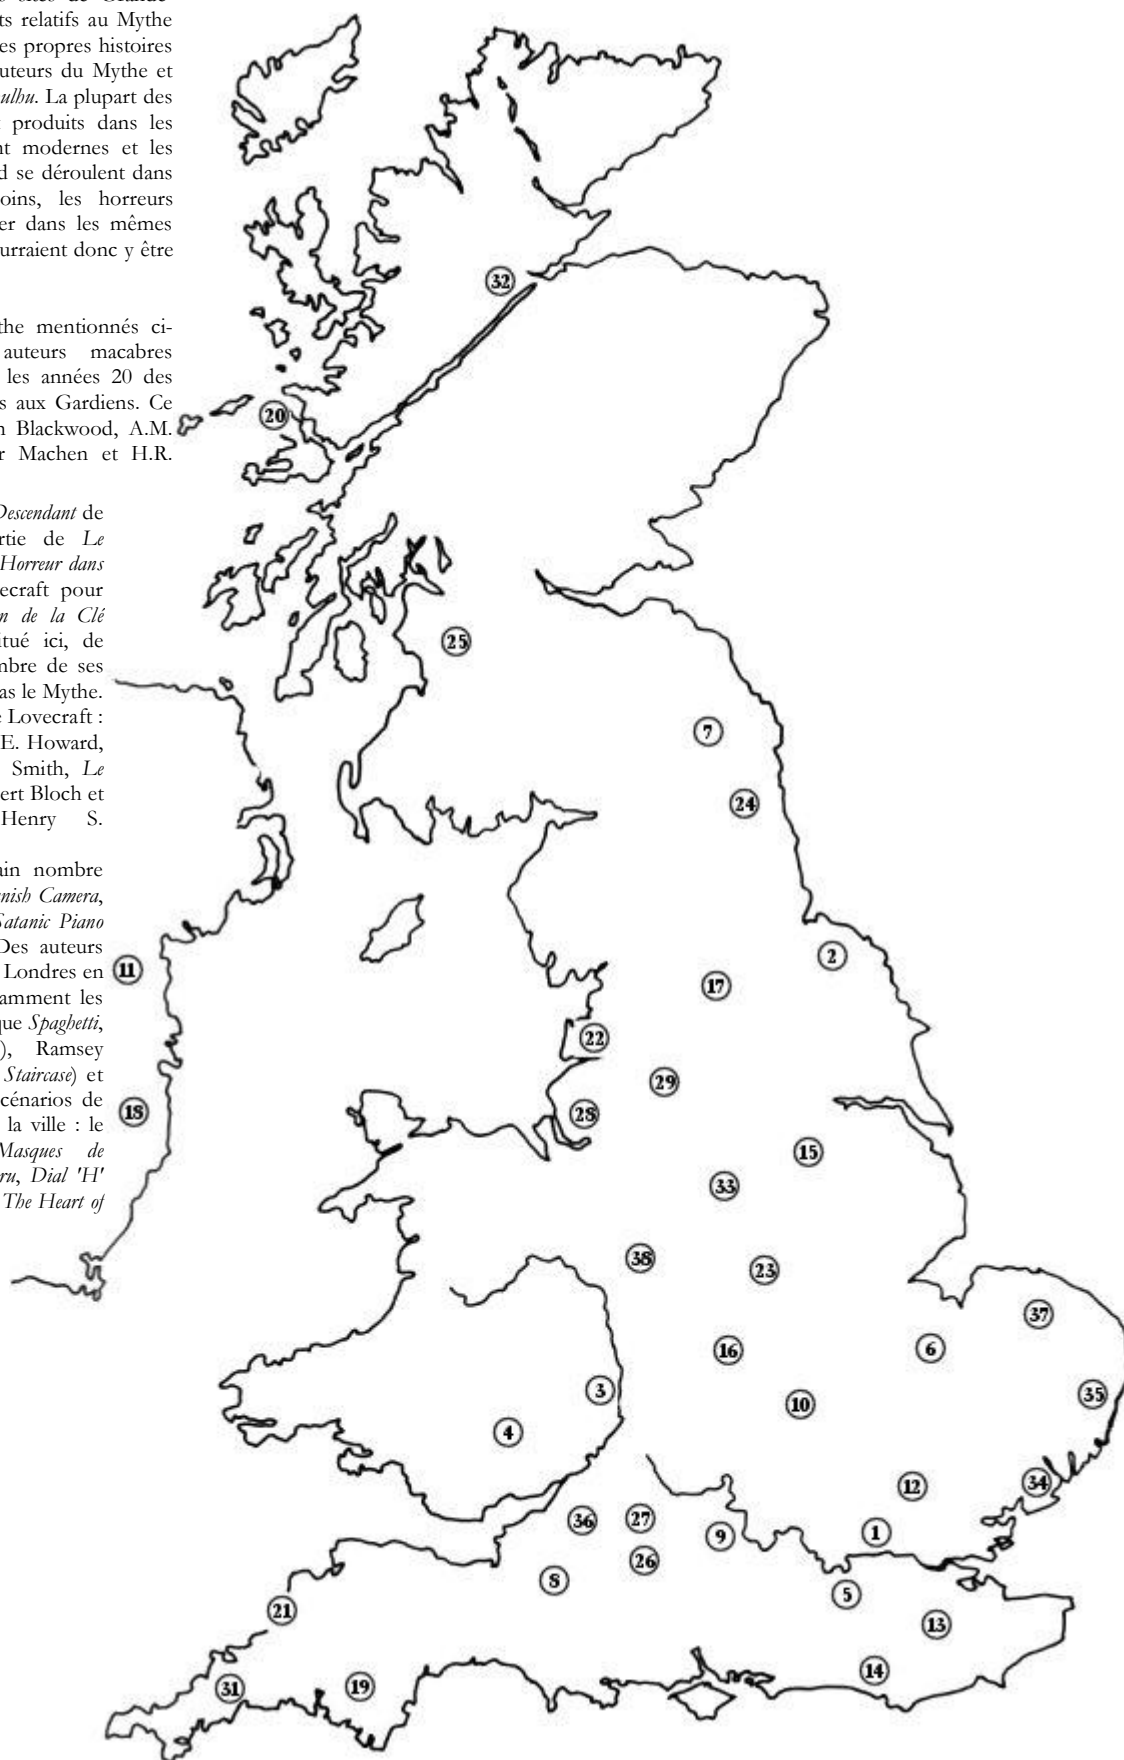 ts relatifs au Mythe
es propres histoires
uteurs du Mythe et
ulhu. La plupart des
produits dans les
nt modernes et les
d se déroulent dans
oins, les horreurs
er dans les mêmes
urraient donc y être
the mentionnés ci-
auteurs macabres
les années 20 des
s aux Gardiens. Ce
n Blackwood, A.M.
r Machen et H.R.
Descendant de
rtie de Le
Horreur dans
ecraft pour
n de la Clé
itué ici, de
mbre de ses
as le Mythe.
e Lovecraft :
E. Howard,
Smith, Le
ert Bloch et
Henry S.
ain nombre
nish Camera,
Satanic Piano
Des auteurs
Londres en
amment les
que Spaghetti,
), Ramsey
Staircase) et
cénarios de
la ville : le
Masques de
ru, Dial 'H'
The Heart of
32
20
25
7
24
2
11
17
22
29
18
28
15
33
38
23
37
16
6
3
35
10
4
34
12
36
27
9
1
26
8
5
21
13
14
31
19